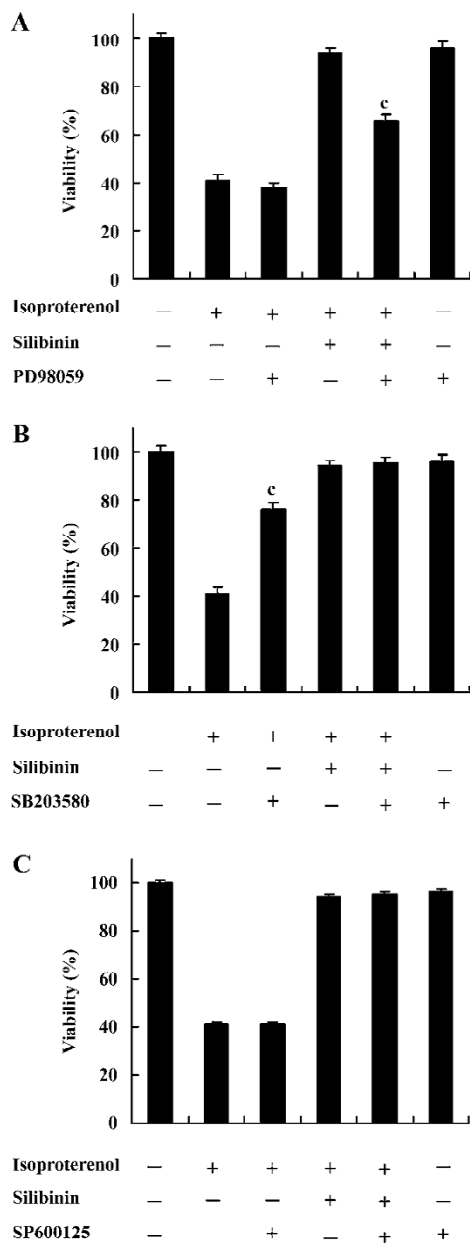 A
100
80
60
40
20
0
Viability (%)
c
Isoproterenol — + + + + —
Silibinin — — — + + —
PD98059 — — + — + +
B
100
80
60
40
20
0
Viability (%)
c
Isoproterenol + | + +
Silibinin — — — + + —
SB203580 — — + — + +
C
100
80
60
40
20
0
Viability (%)
Isoproterenol — + + + + —
Silibinin — — — + + —
SP600125 — + — + +